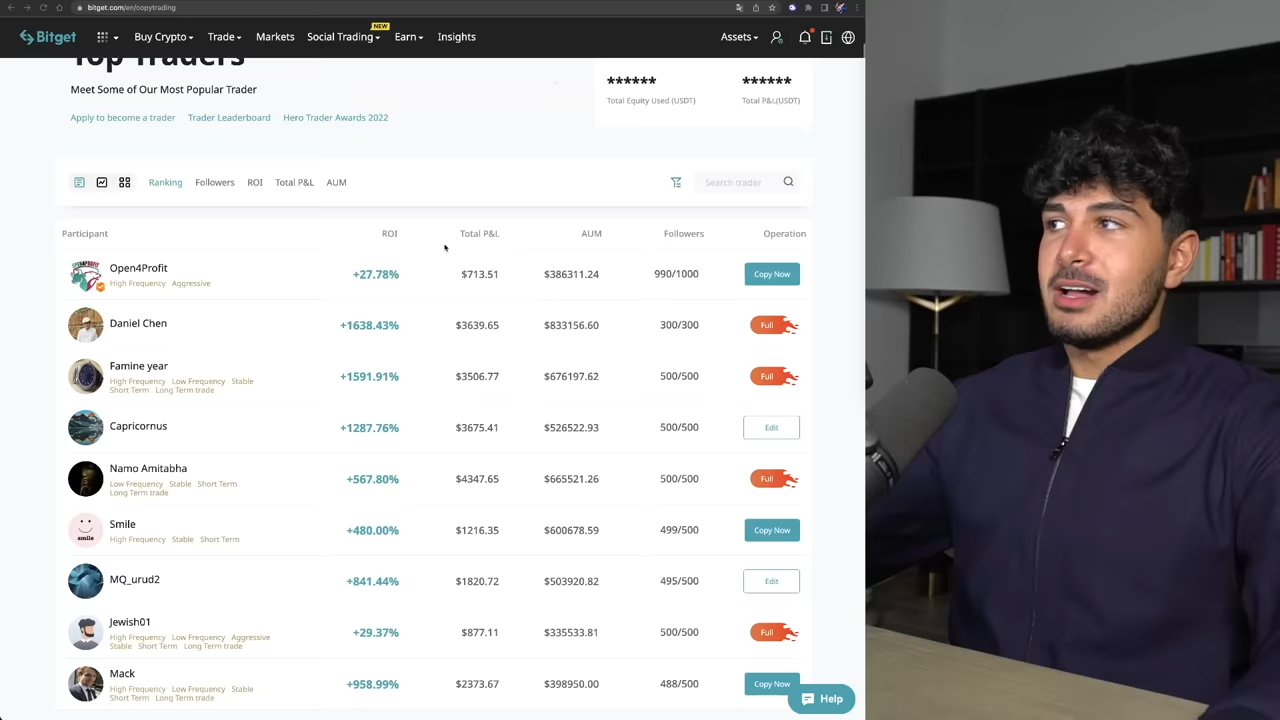 bitget.com/en/copytrading
Bitget Buy Crypto Trade Markets Social Trading NEW Earn Insights Assets
Top Traders
Meet Some of Our Most Popular Trader
****** ******
Total Equity Used (USDT) Total P&L(USDT)
Apply to become a trader Trader Leaderboard Hero Trader Awards 2022
Ranking Followers ROI Total P&L AUM Search trader
Participant ROI Total P&L AUM Followers Operation
Open4Profit +27.78% $713.51 $386311.24 990/1000 Copy Now
High Frequency Aggressive
Daniel Chen +1638.43% $3639.65 $833156.60 300/300 Full
Famine year +1591.91% $3506.77 $676197.62 500/500 Full
High Frequency Low Frequency Stable
Short Term Long Term trade
Capricornus +1287.76% $3675.41 $526522.93 500/500 Edit
Namo Amitabha +567.80% $4347.65 $665521.26 500/500 Full
Low Frequency Stable Short Term
Long Term trade
smile
Smile +480.00% $1216.35 $600678.59 499/500 Copy Now
High Frequency Stable Short Term
MQ_urud2 +841.44% $1820.72 $503920.82 495/500 Edit
Jewish01 +29.37% $877.11 $335533.81 500/500 Full
High Frequency Low Frequency Aggressive
Stable Short Term Long Term trade
Mack +958.99% $2373.67 $398950.00 488/500 Copy Now
High Frequency Low Frequency Stable
Short Term Long Term trade
Help